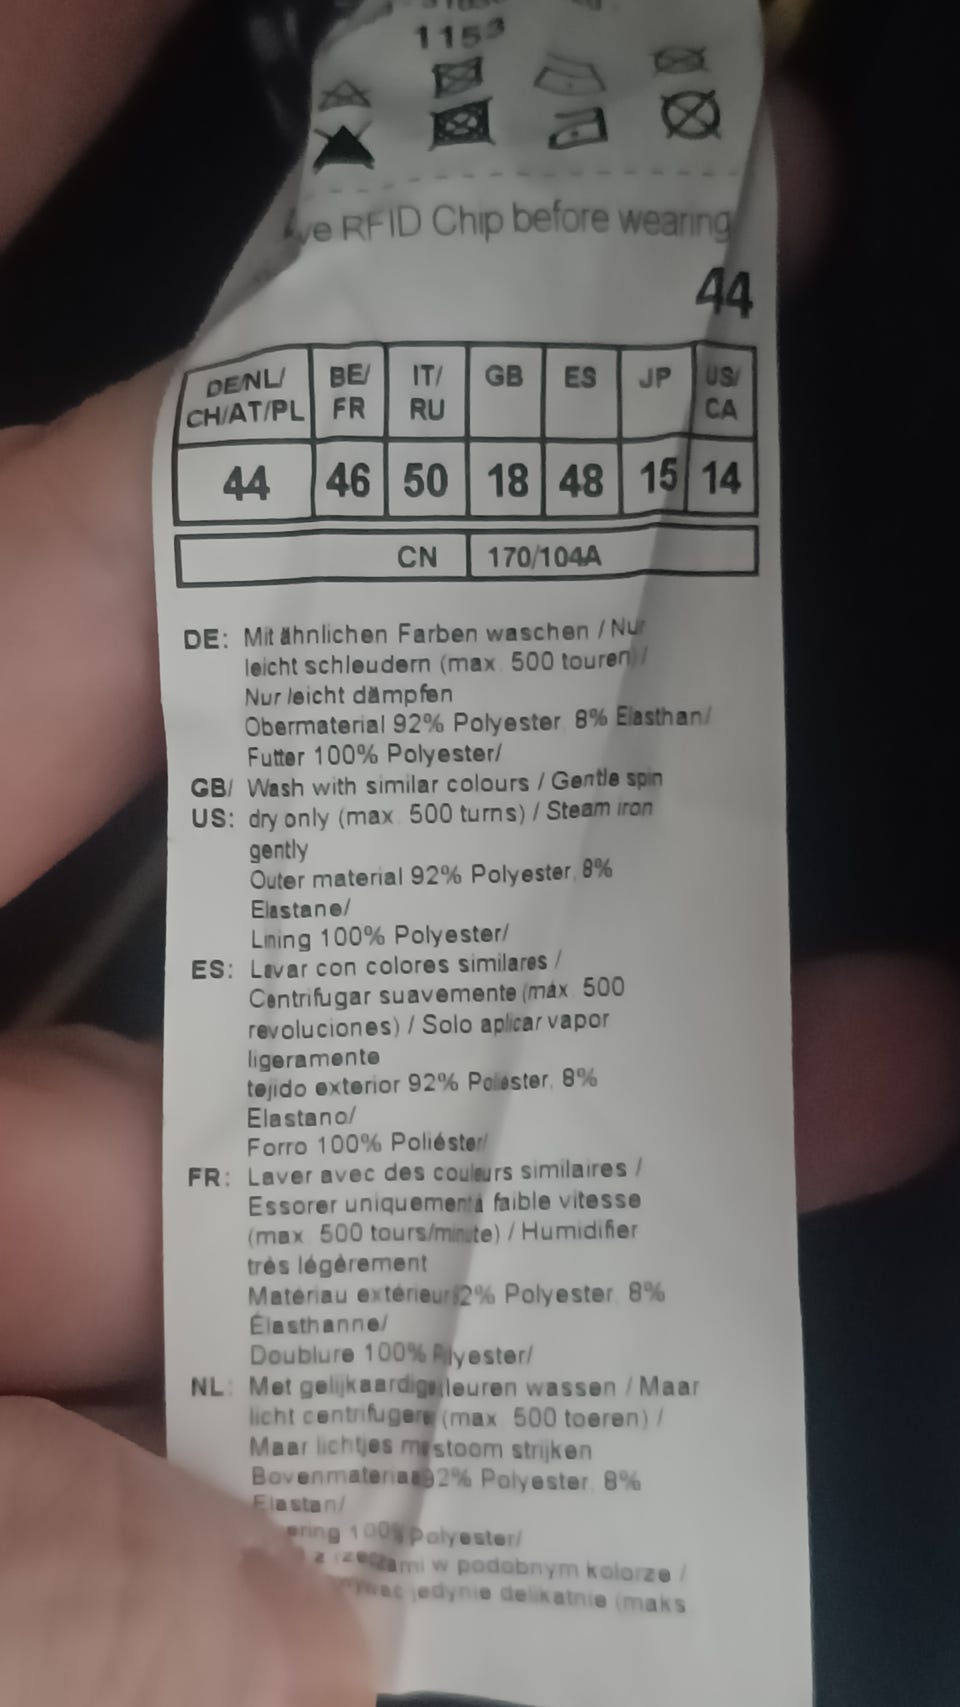 1153
ve RFID Chip before wearing
44
DE/NL/ BE/ IT/ GB ES JP US/
CH/AT/PL FR RU CA
44 46 50 18 48 15 14
CN 170/104A
DE: Mit ähnlichen Farben waschen / Nur
leicht schleudern (max. 500 touren) /
Nur leicht dämpfen
Obermaterial 92% Polyester, 8% Elasthan/
Futter 100% Polyester/
GB/ Wash with similar colours / Gentle spin
US: dry only (max. 500 turns) / Steam iron
gently
Outer material 92% Polyester, 8%
Elastane/
Lining 100% Polyester/
ES: Lavar con colores similares /
Centrifugar suavemente (máx. 500
revoluciones) / Solo aplicar vapor
ligeramente
tejido exterior 92% Poliéster, 8%
Elastano/
Forro 100% Poliéster/
FR: Laver avec des couleurs similaires /
Essorer uniquement à faible vitesse
(max. 500 tours/minute) / Humidifier
très légèrement
Matériau extérieur 2% Polyester, 8%
Élasthanne/
Doublure 100% Polyester/
NL: Met gelijkaardige kleuren wassen / Maar
licht centrifugeren (max. 500 toeren) /
Maar lichtjes met stoom strijken
Bovenmateriaal 92% Polyester, 8%
Elastan/
ering 100% polyester/
z rzeczami w podobnym kolorze /
jedynie delikatnie (maks.